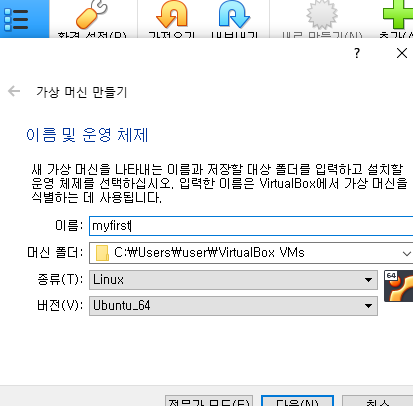 환경 설정(P) 가져오기 내보내기 새로 만들기(N) 추가(
?
가상 머신 만들기
이름 및 운영 체제
새 가상 머신을 나타내는 이름과 저장할 대상 폴더를 입력하고 설치할
운영 체제를 선택하십시오. 입력한 이름은 VirtualBox에서 가상 머신을
식별하는 데 사용됩니다.
이름: myfirst
머신 폴더: C:₩Users₩user₩VirtualBox VMs
종류(T): Linux
64
버전(V): Ubuntu_64
전문가 모드(E) 다음(N) 취소